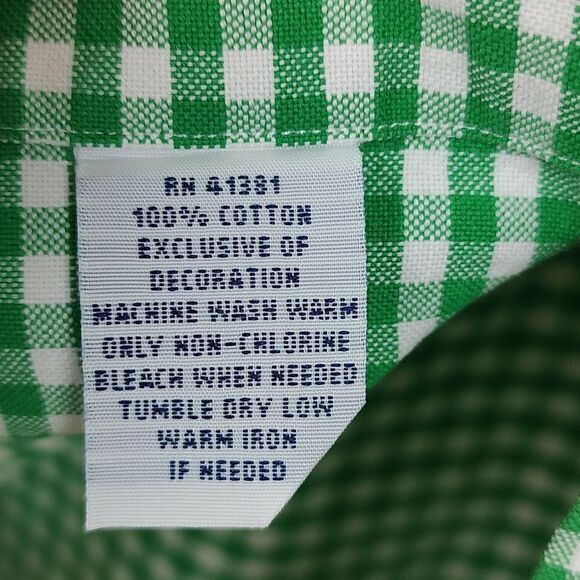 RN 41381
100% COTTON
EXCLUSIVE OF
DECORATION
MACHINE WASH WARM
ONLY NON-CHLORINE
BLEACH WHEN NEEDED
TUMBLE DRY LOW
WARM IRON
IF NEEDED